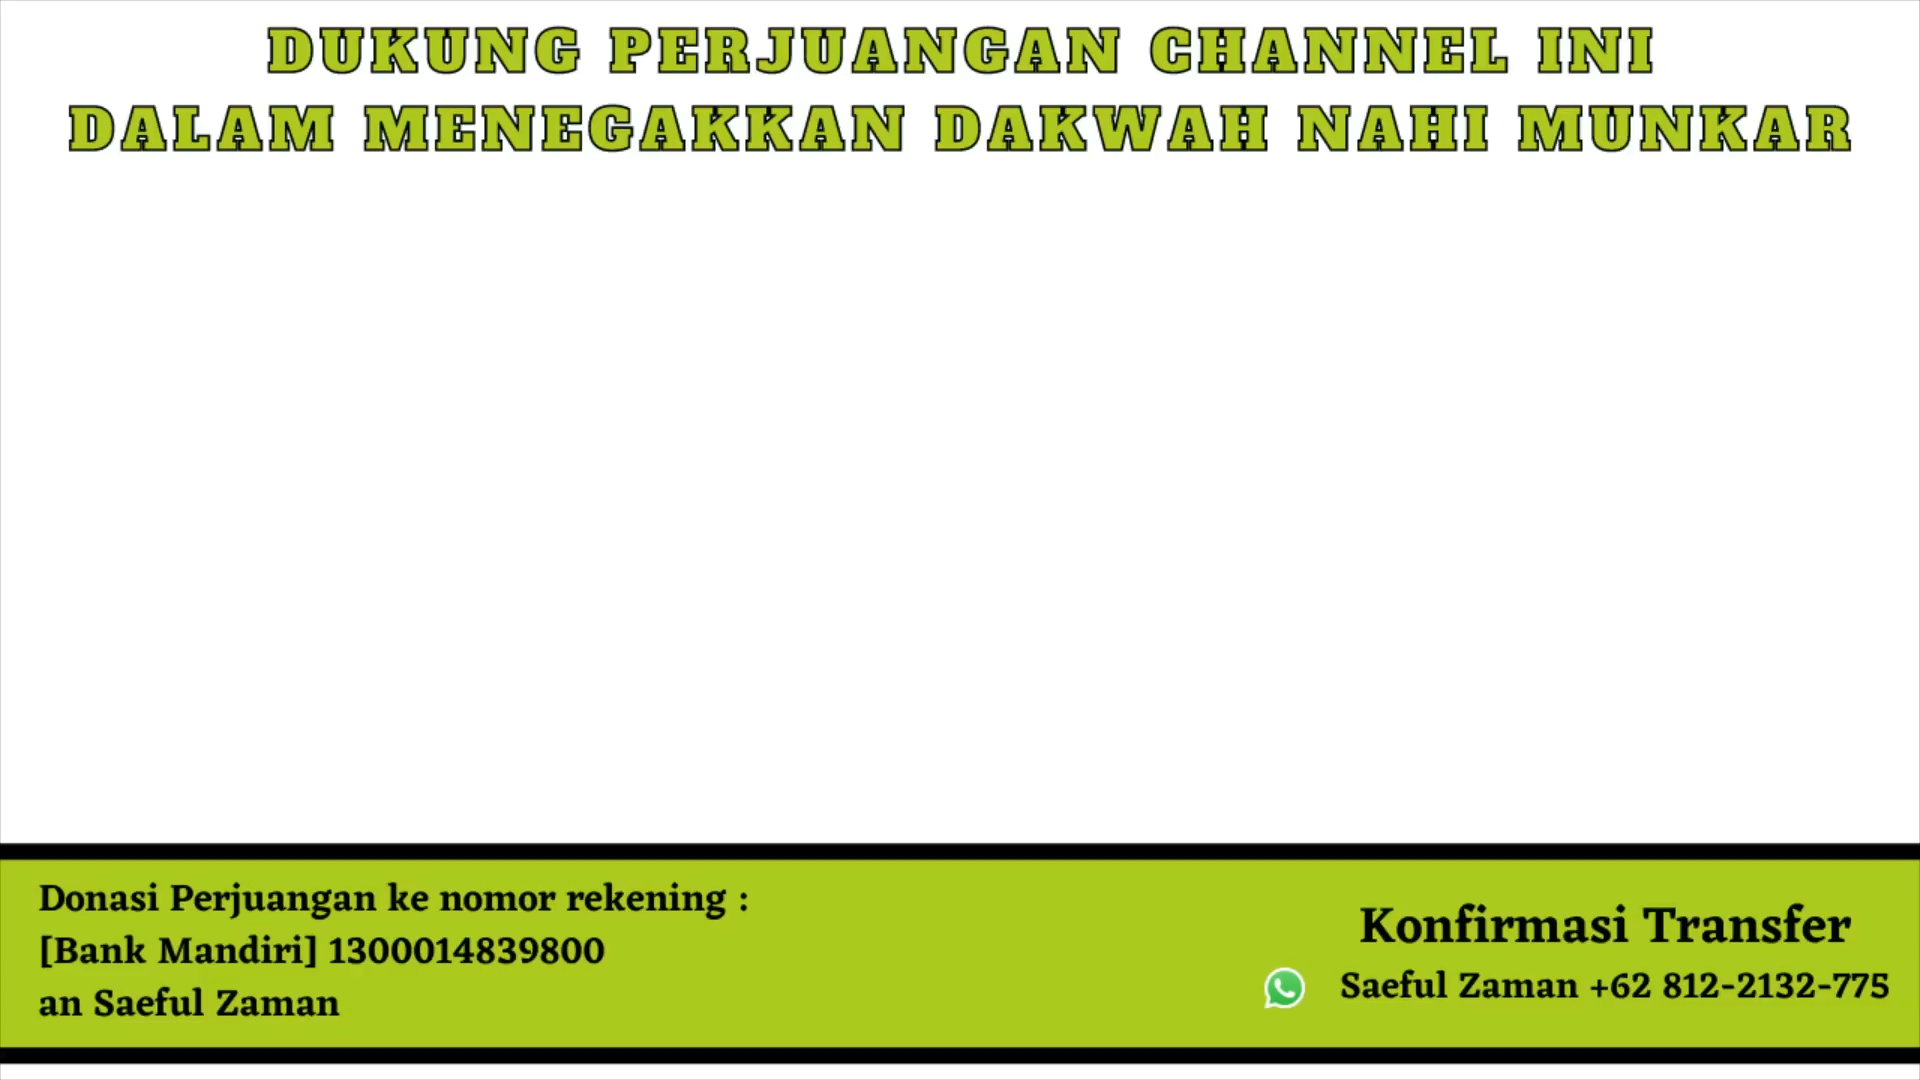 DUKUNG PERJUANGAN CHANNEL INI
DALAM MENEGAKKAN DAKWAH NAHI MUNKAR
Donasi Perjuangan ke nomor rekening :
[Bank Mandiri] 1300014839800
an Saeful Zaman
Konfirmasi Transfer
Saeful Zaman +62 812-2132-775